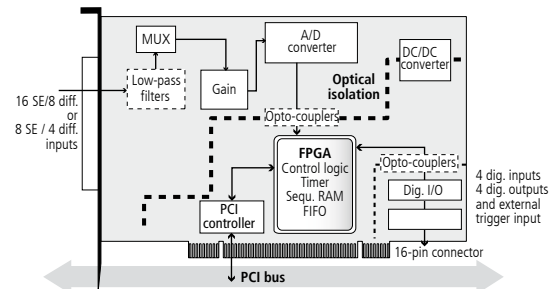 MUX
A/D
converter
DC/DC
converter
Low-pass
filters
Gain
Optical
isolation
16 SE/8 diff.
or
8 SE / 4 diff.
inputs
Opto-couplers
FPGA
Control logic
Timer
Sequ. RAM
FIFO
Opto-couplers
Dig. I/O
4 dig. inputs
4 dig. outputs
and external
trigger input
PCI
controller
16-pin connector
PCI bus